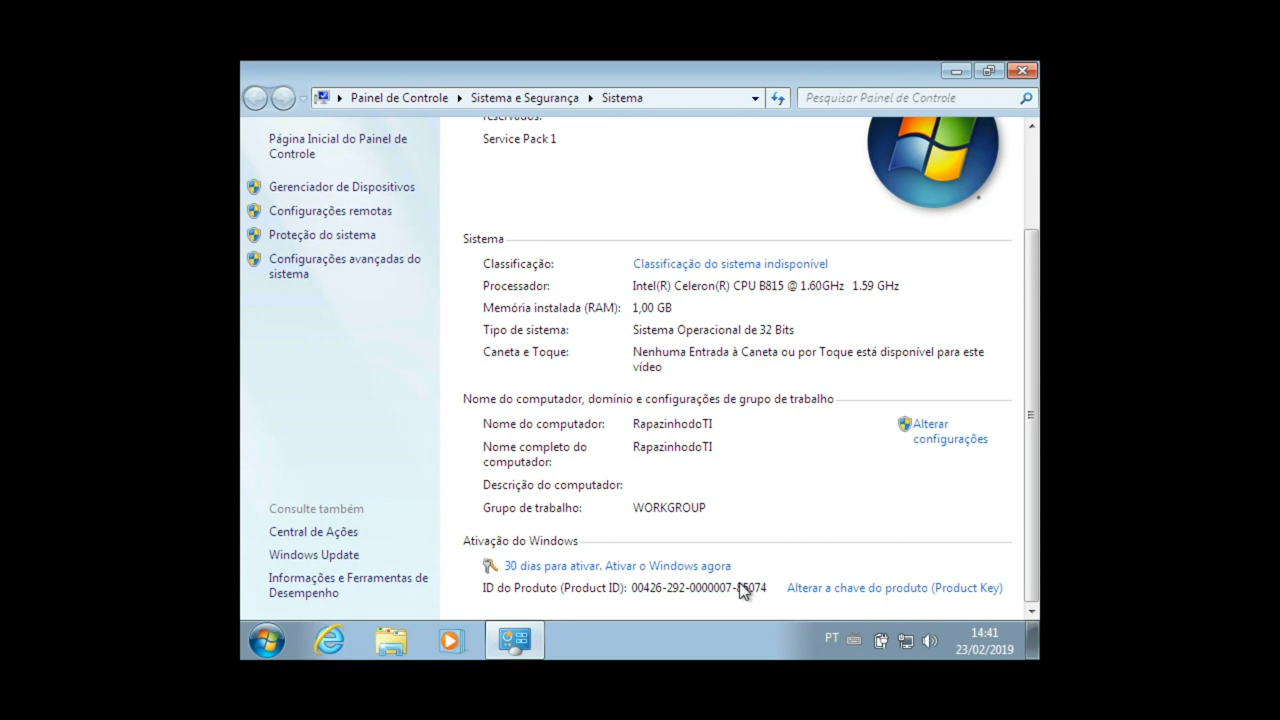 Painel de Controle
Sistema e Segurança
Sistema
Pesquisar Painel de Controle
Página Inicial do Painel de
Controle
Gerenciador de Dispositivos
Configurações remotas
Proteção do sistema
Configurações avançadas do
sistema
Consulte também
Central de Ações
Windows Update
Informações e Ferramentas de
Desempenho
reservados.
Service Pack 1
Sistema
Classificação: Classificação do sistema indisponível
Processador: Intel(R) Celeron(R) CPU B815 @ 1.60GHz 1.59 GHz
Memória instalada (RAM): 1,00 GB
Tipo de sistema: Sistema Operacional de 32 Bits
Caneta e Toque: Nenhuma Entrada à Caneta ou por Toque está disponível para este
vídeo
Nome do computador, domínio e configurações de grupo de trabalho
Nome do computador: RapazinhodoTI
Alterar
configurações
Nome completo do
computador:
RapazinhodoTI
Descrição do computador:
Grupo de trabalho: WORKGROUP
Ativação do Windows
30 dias para ativar. Ativar o Windows agora
ID do Produto (Product ID): Alterar a chave do produto (Product Key)
PT
14:41
23/02/2019